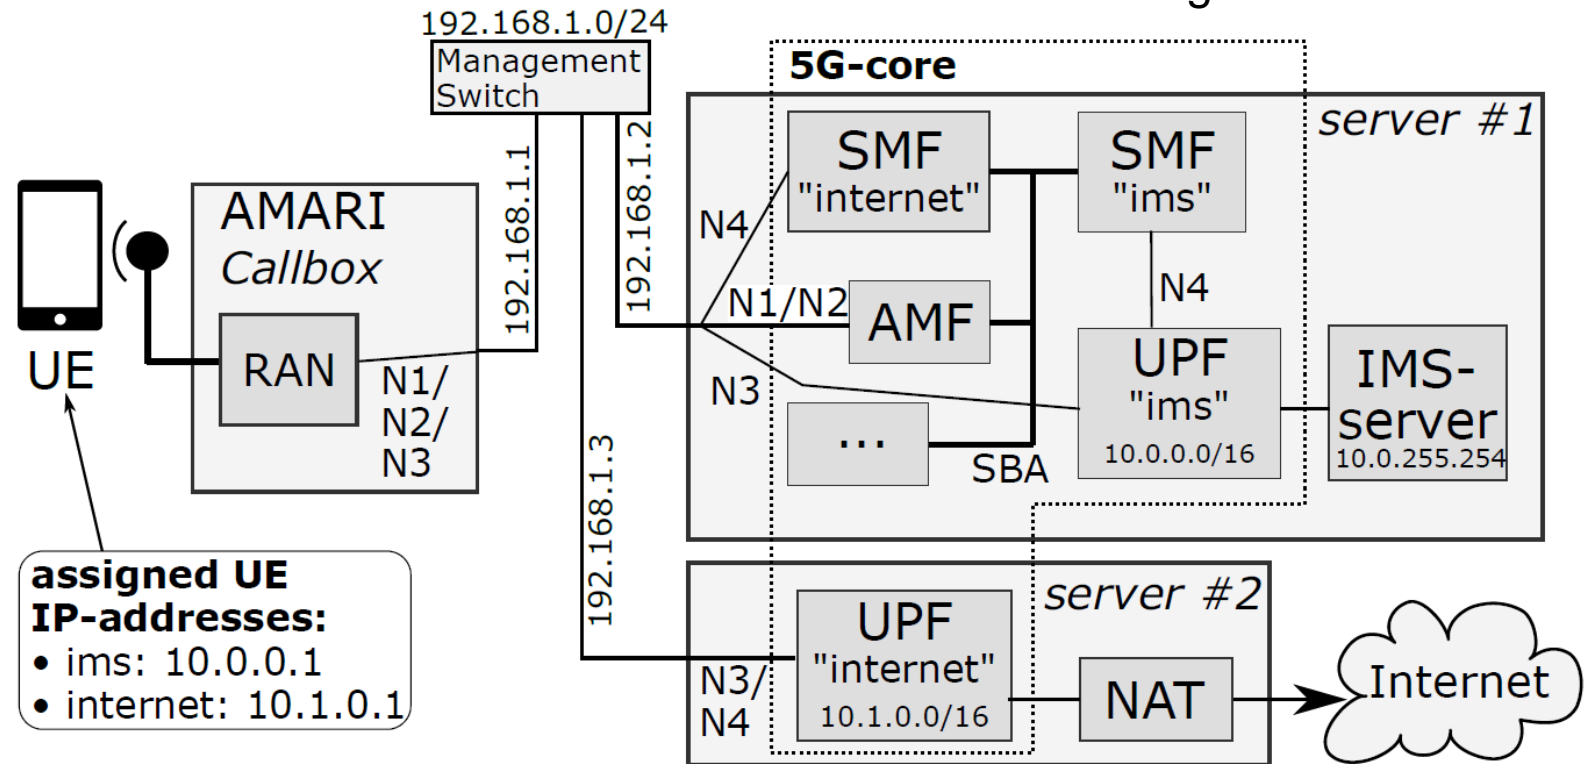 g
192.168.1.0/24
Management
Switch
5G-core
server #1
SMF
"internet"
SMF
"ims"
192.168.1.1
192.168.1.2
N4
N4
AMARI
Callbox
N1/N2
AMF
UE
RAN
N1/
N2/
N3
N3
UPF
"ims"
10.0.0.0/16
IMS-
server
10.0.255.254
...
SBA
192.168.1.3
assigned UE
IP-addresses:
• ims: 10.0.0.1
• internet: 10.1.0.1
server #2
UPF
"internet"
10.1.0.0/16
N3/
N4
NAT
Internet